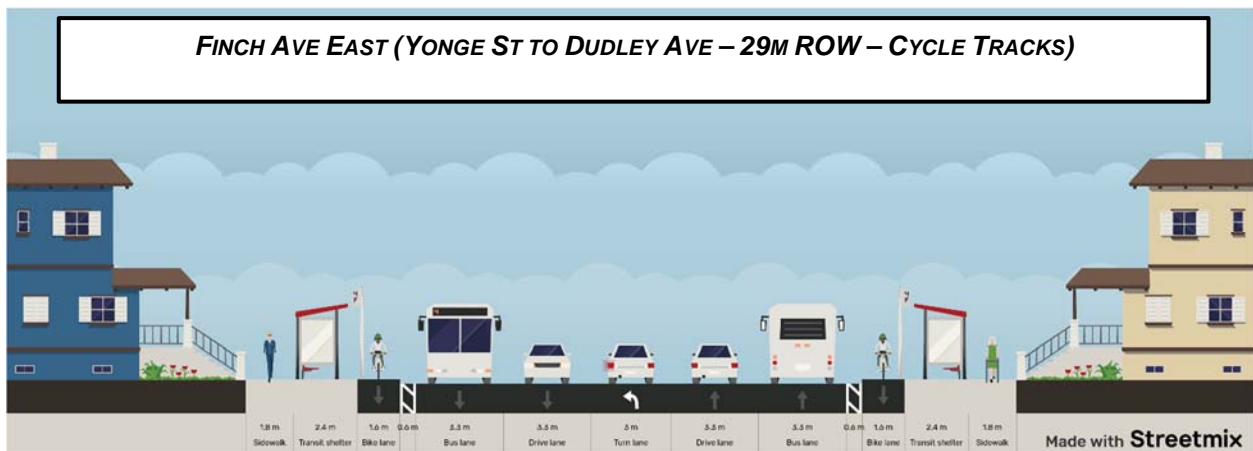 FINCH AVE EAST (YONGE ST TO DUDLEY AVE – 29M ROW – CYCLE TRACKS)
1.8 m 2.4 m 1.6 m 0.6 m 3.3 m 3.3 m 3 m 3.3 m 3.3 m 0.6 m 1.6 m 2.4 m 1.8 m
Sidewalk Transit shelter Bike lane Bus lane Drive lane Turn lane Drive lane Bus lane Bike lane Transit shelter Sidewalk
Made with Streetmix